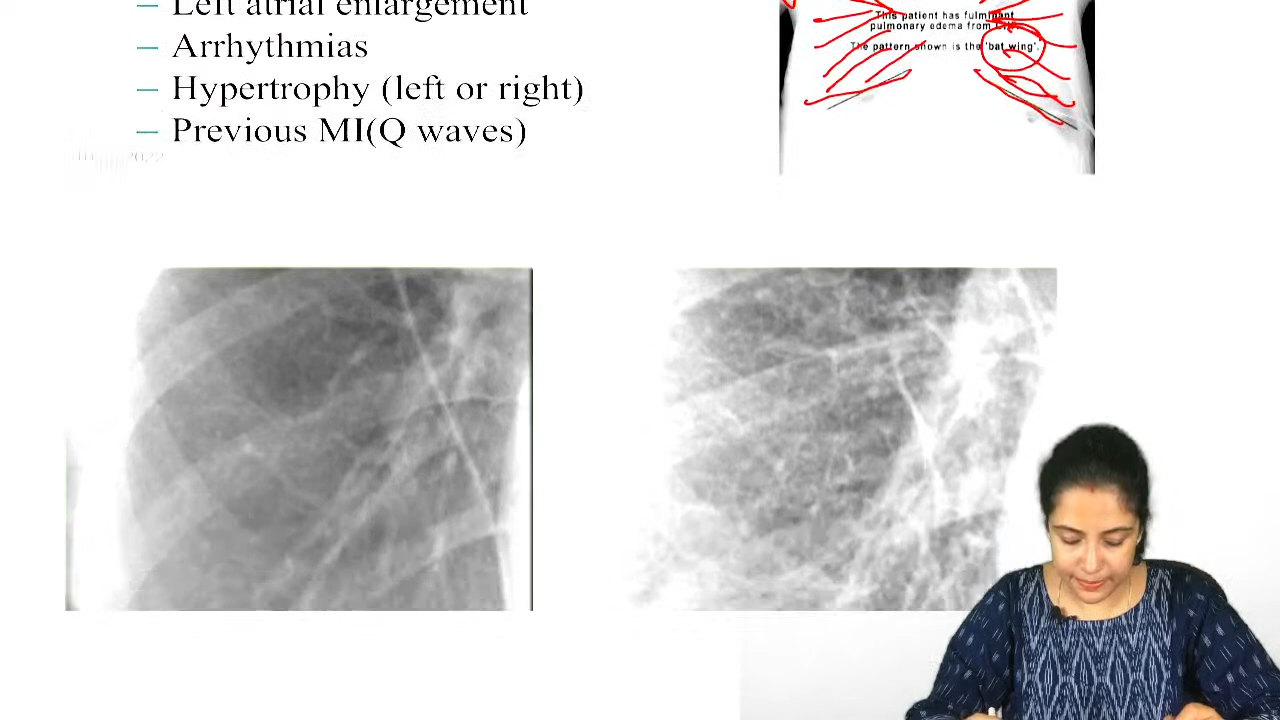 – Left atrial enlargement
– Arrhythmias
– Hypertrophy (left or right)
– Previous MI(Q waves)
This patient has fulminant
pulmonary edema from
The pattern shown is the 'bat wing'.
2022